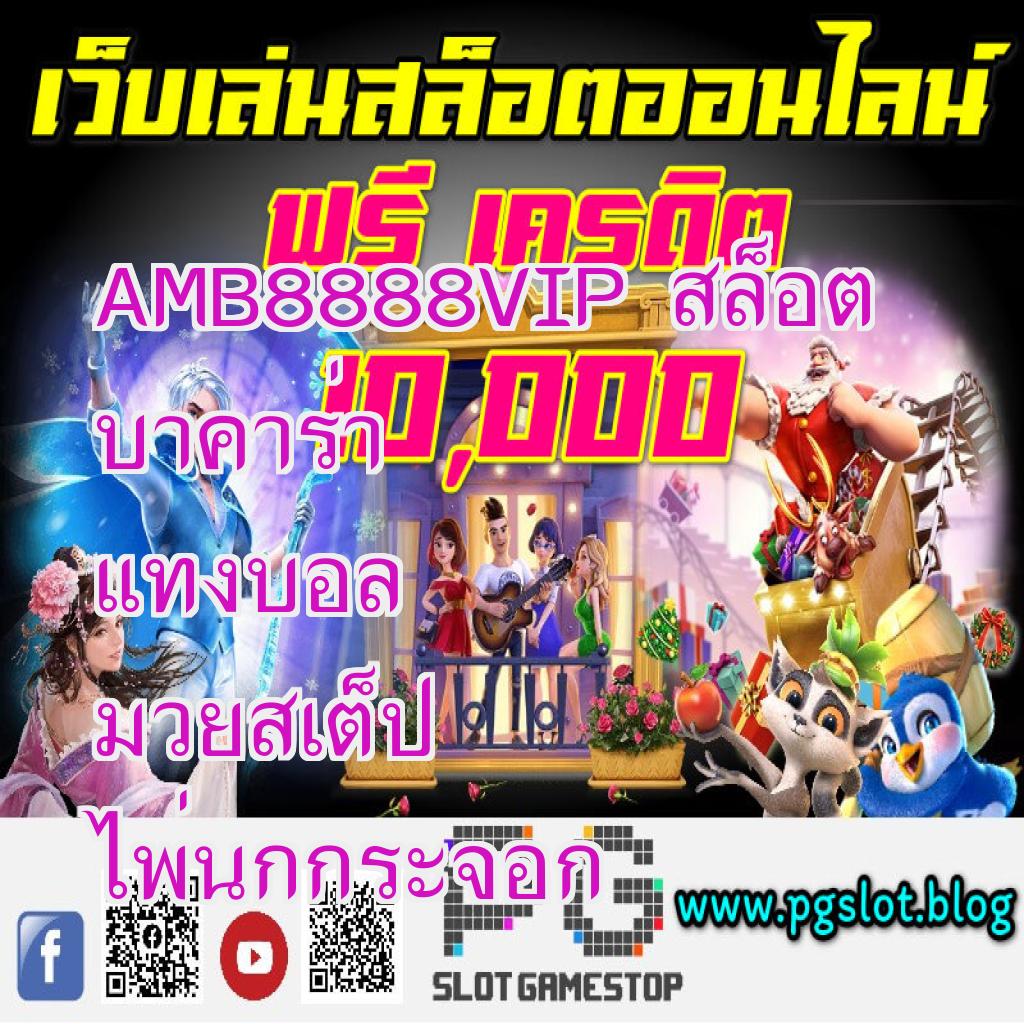 เว็บเล่นสล็อตออนไลน์
ฟรี เครดิต
AMB8888VIP สล็อต
10,000
บาคาร่า
แทงบอล
มวยสเต็ป
ไพ่นกกระจอก
PG
www.pgslot.blog
SLOT GAMESTOP